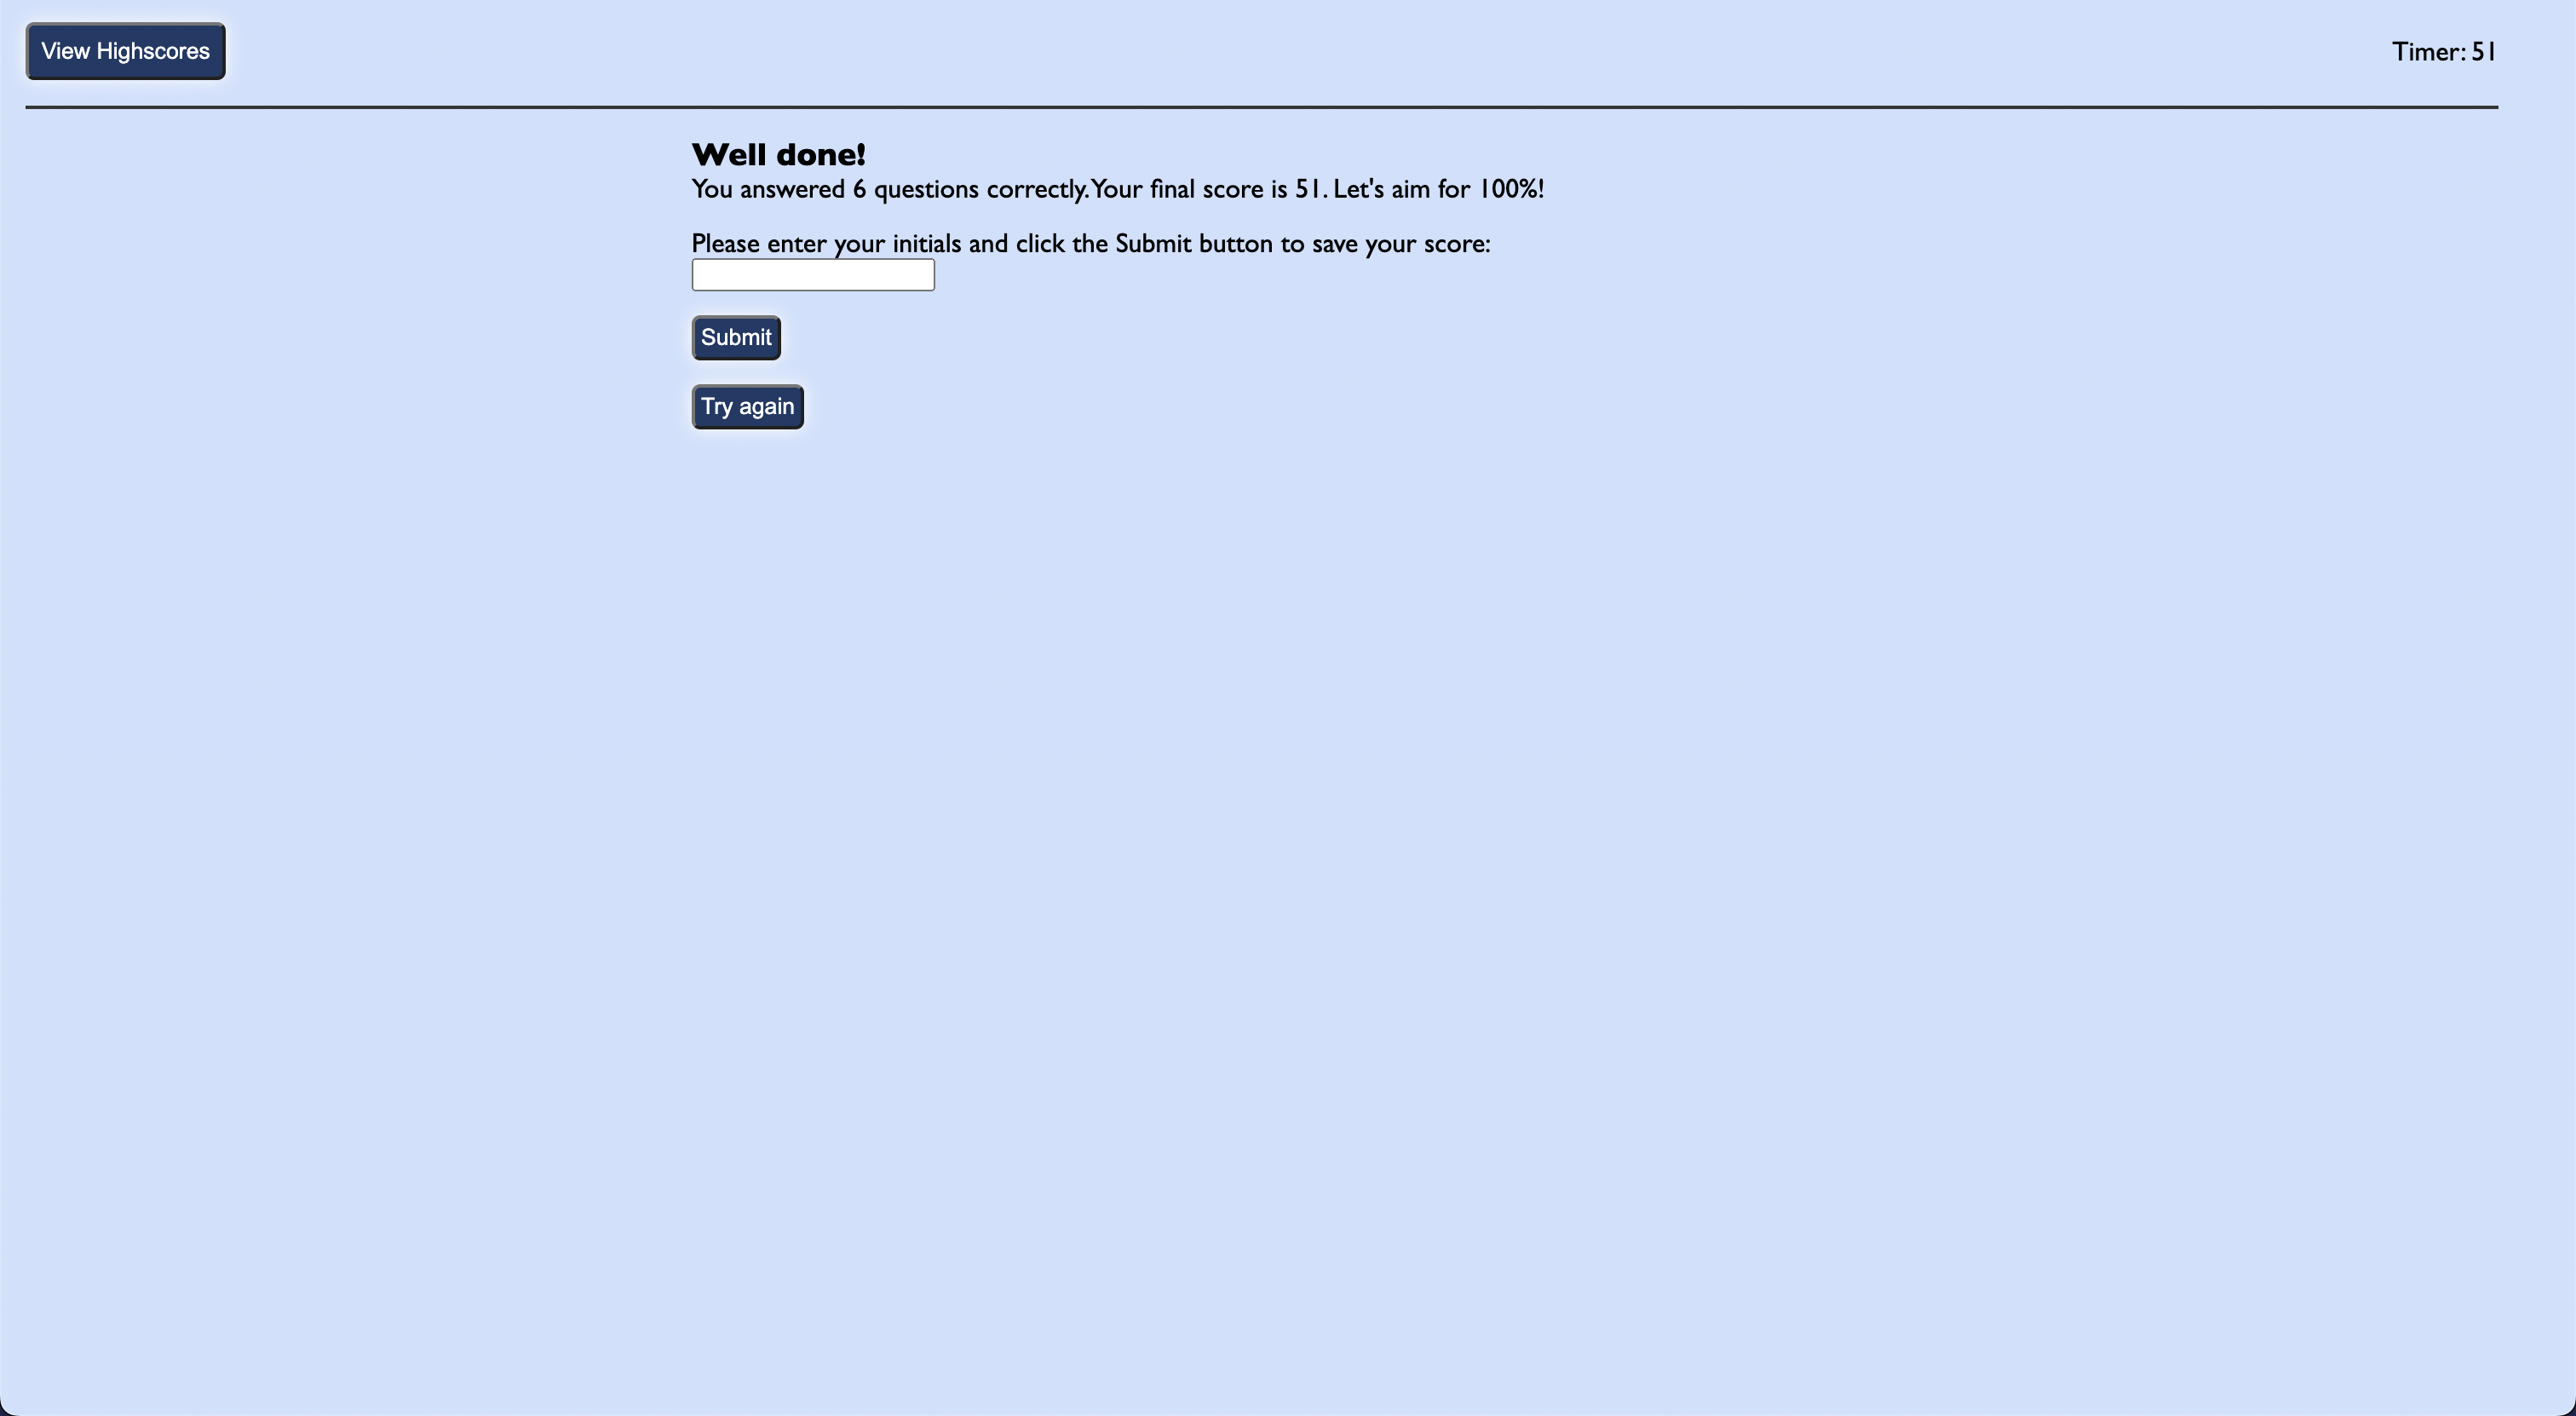 View Highscores
Timer: 51
Well done!
You answered 6 questions correctly. Your final score is 51. Let's aim for 100%!
Please enter your initials and click the Submit button to save your score:
Submit
Try again